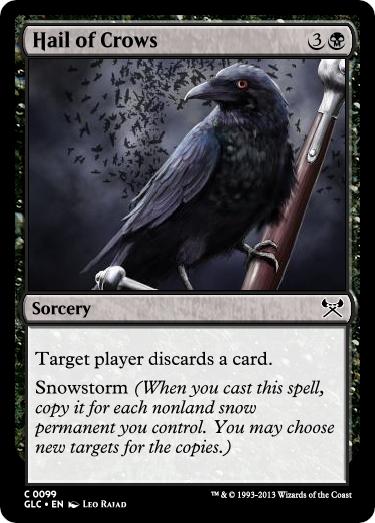 Hail of Crows 3
Sorcery
Target player discards a card.
Snowstorm (When you cast this spell,
copy it for each nonland snow
permanent you control. You may choose
new targets for the copies.)
C 0099
GLC • EN Leo Rajad
™ & © 1993-2013 Wizards of the Coast